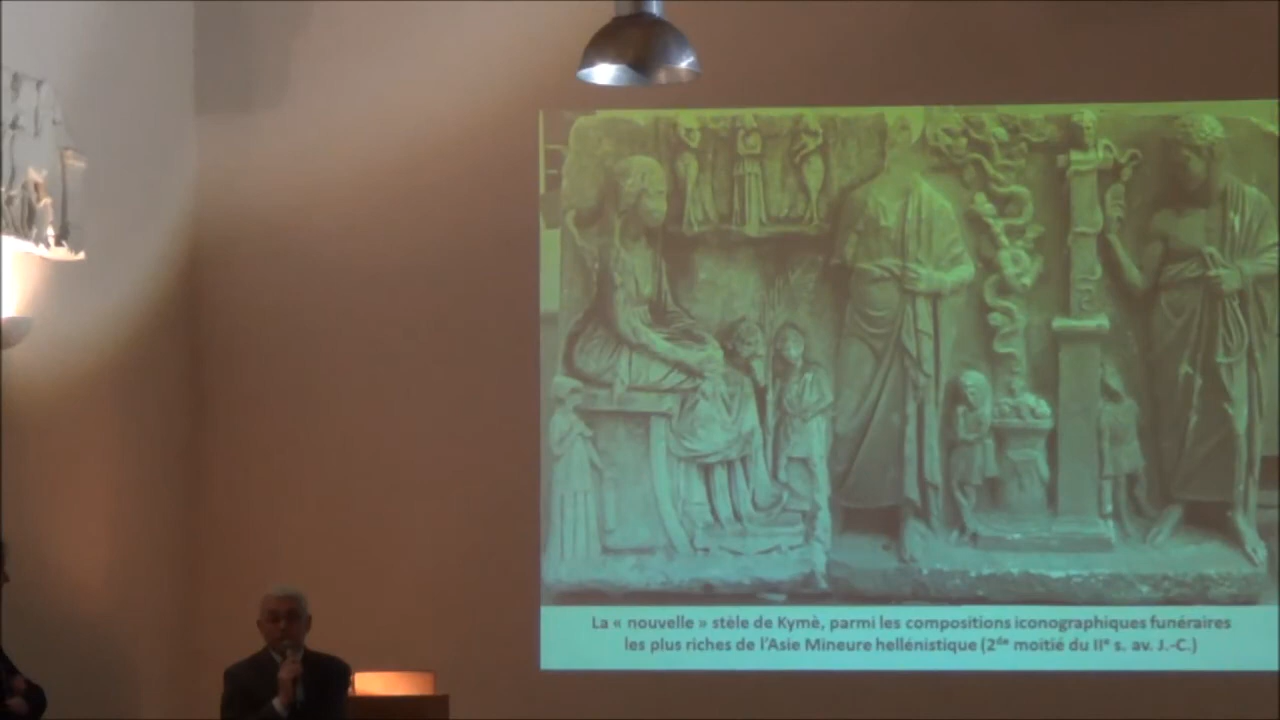 La « nouvelle » stèle de Kymè, parmi les compositions iconographiques funéraires
les plus riches de l'Asie Mineure hellénistique (2de moitié du IIe s. av. J.-C.)